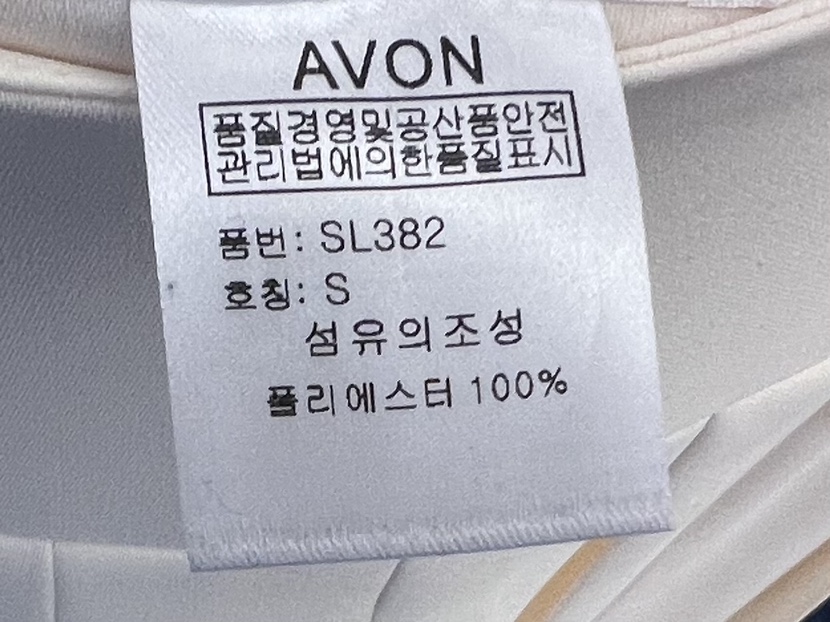 AVON
품질경영및공산품안전
관리법에의한품질표시
품번: SL382
호칭: S
섬유의조성
폴리에스터 100%